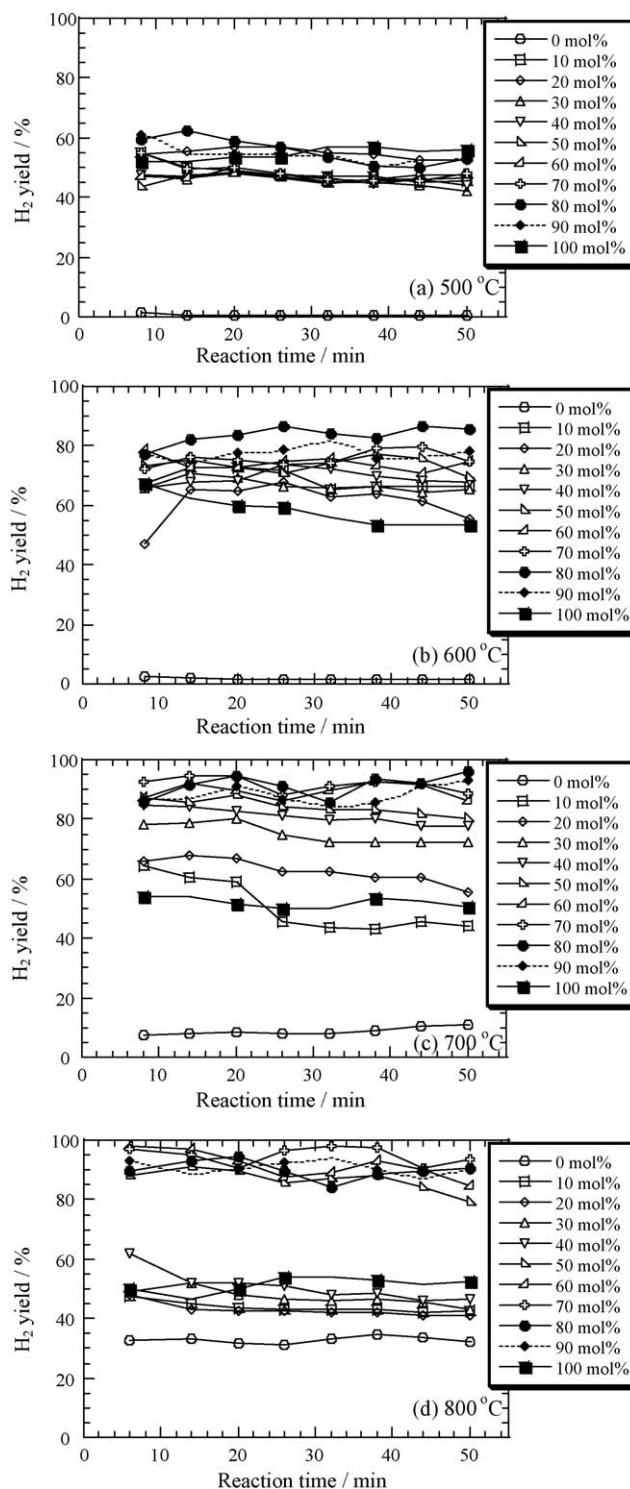 100
80
60
40
20
0
H2 yield / %
0 10 20 30 40 50
Reaction time / min
(a) 500 °C
0 mol%
10 mol%
20 mol%
30 mol%
40 mol%
50 mol%
60 mol%
70 mol%
80 mol%
90 mol%
100 mol%
100
80
60
40
20
0
H2 yield / %
0 10 20 30 40 50
Reaction time / min
(b) 600 °C
0 mol%
10 mol%
20 mol%
30 mol%
40 mol%
50 mol%
60 mol%
70 mol%
80 mol%
90 mol%
100 mol%
100
80
60
40
20
0
H2 yield / %
0 10 20 30 40 50
Reaction time / min
(c) 700 °C
0 mol%
10 mol%
20 mol%
30 mol%
40 mol%
50 mol%
60 mol%
70 mol%
80 mol%
90 mol%
100 mol%
100
80
60
40
20
0
H2 yield / %
0 10 20 30 40 50
Reaction time / min
(d) 800 °C
0 mol%
10 mol%
20 mol%
30 mol%
40 mol%
50 mol%
60 mol%
70 mol%
80 mol%
90 mol%
100 mol%